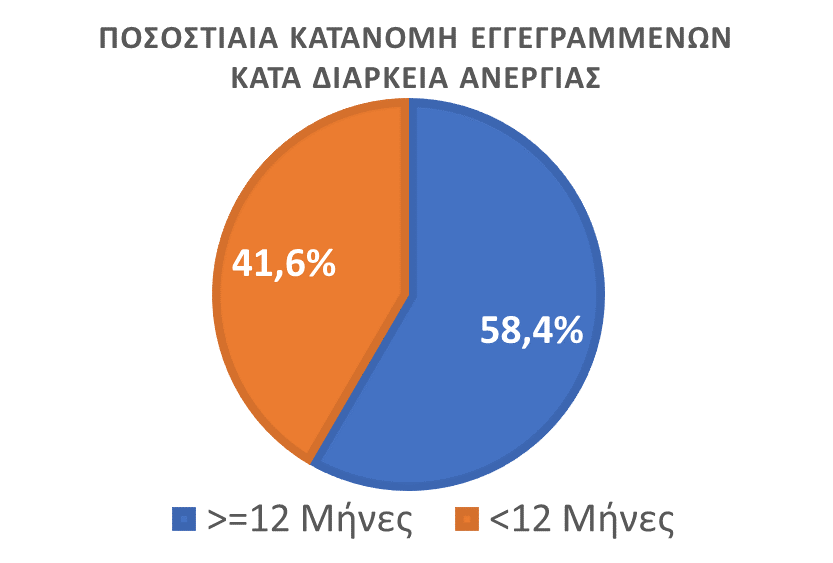 ΠΟΣΟΣΤΙΑΙΑ ΚΑΤΑΝΟΜΗ ΕΓΓΕΓΡΑΜΜΕΝΩΝ
ΚΑΤΑ ΔΙΑΡΚΕΙΑ ΑΝΕΡΓΙΑΣ
41,6%
58,4%
>=12 Μήνες <12 Μήνες